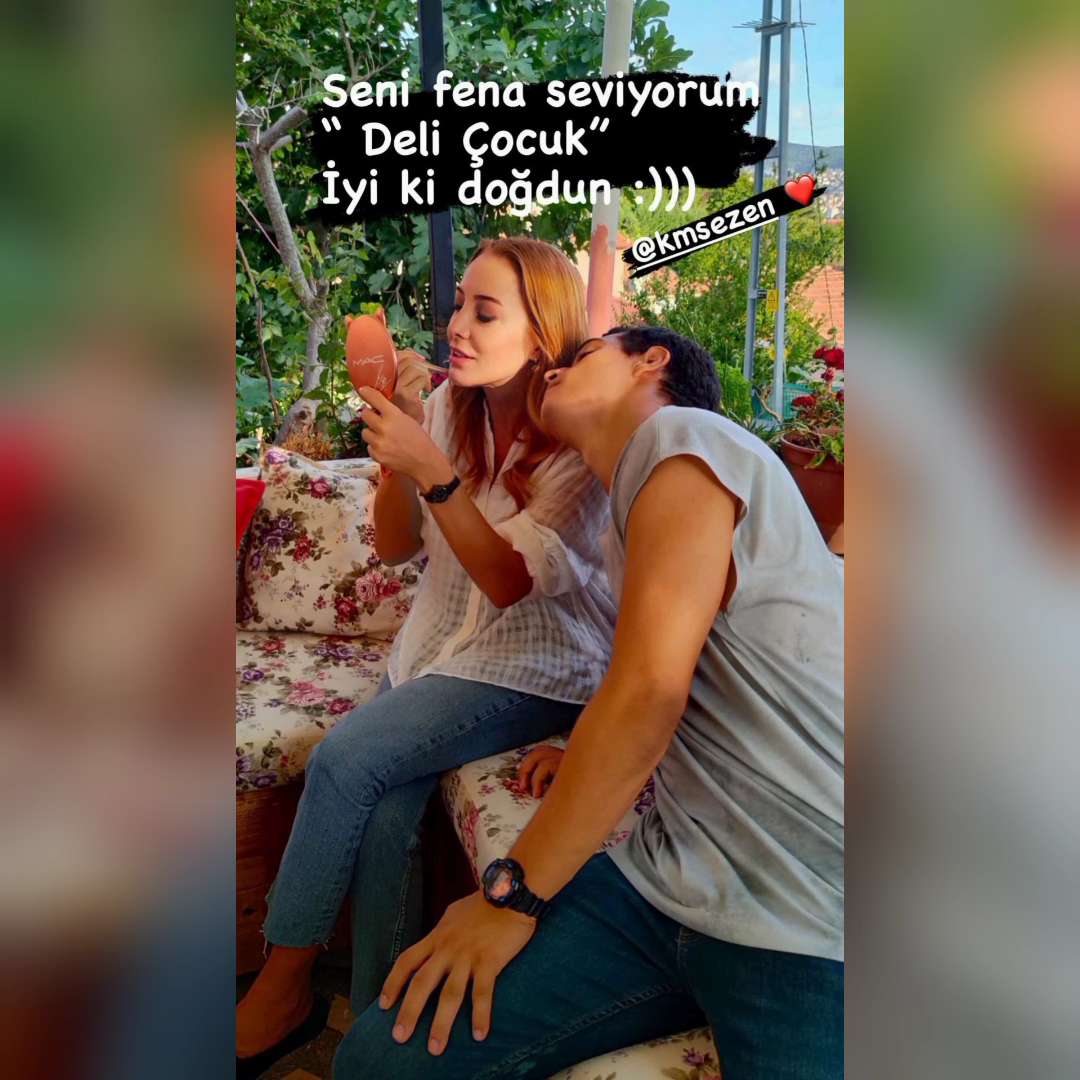 Seni fena seviyorum
“ Deli Çocuk”
İyi ki doğdun :)))
@kmsezen ❤️
MAC